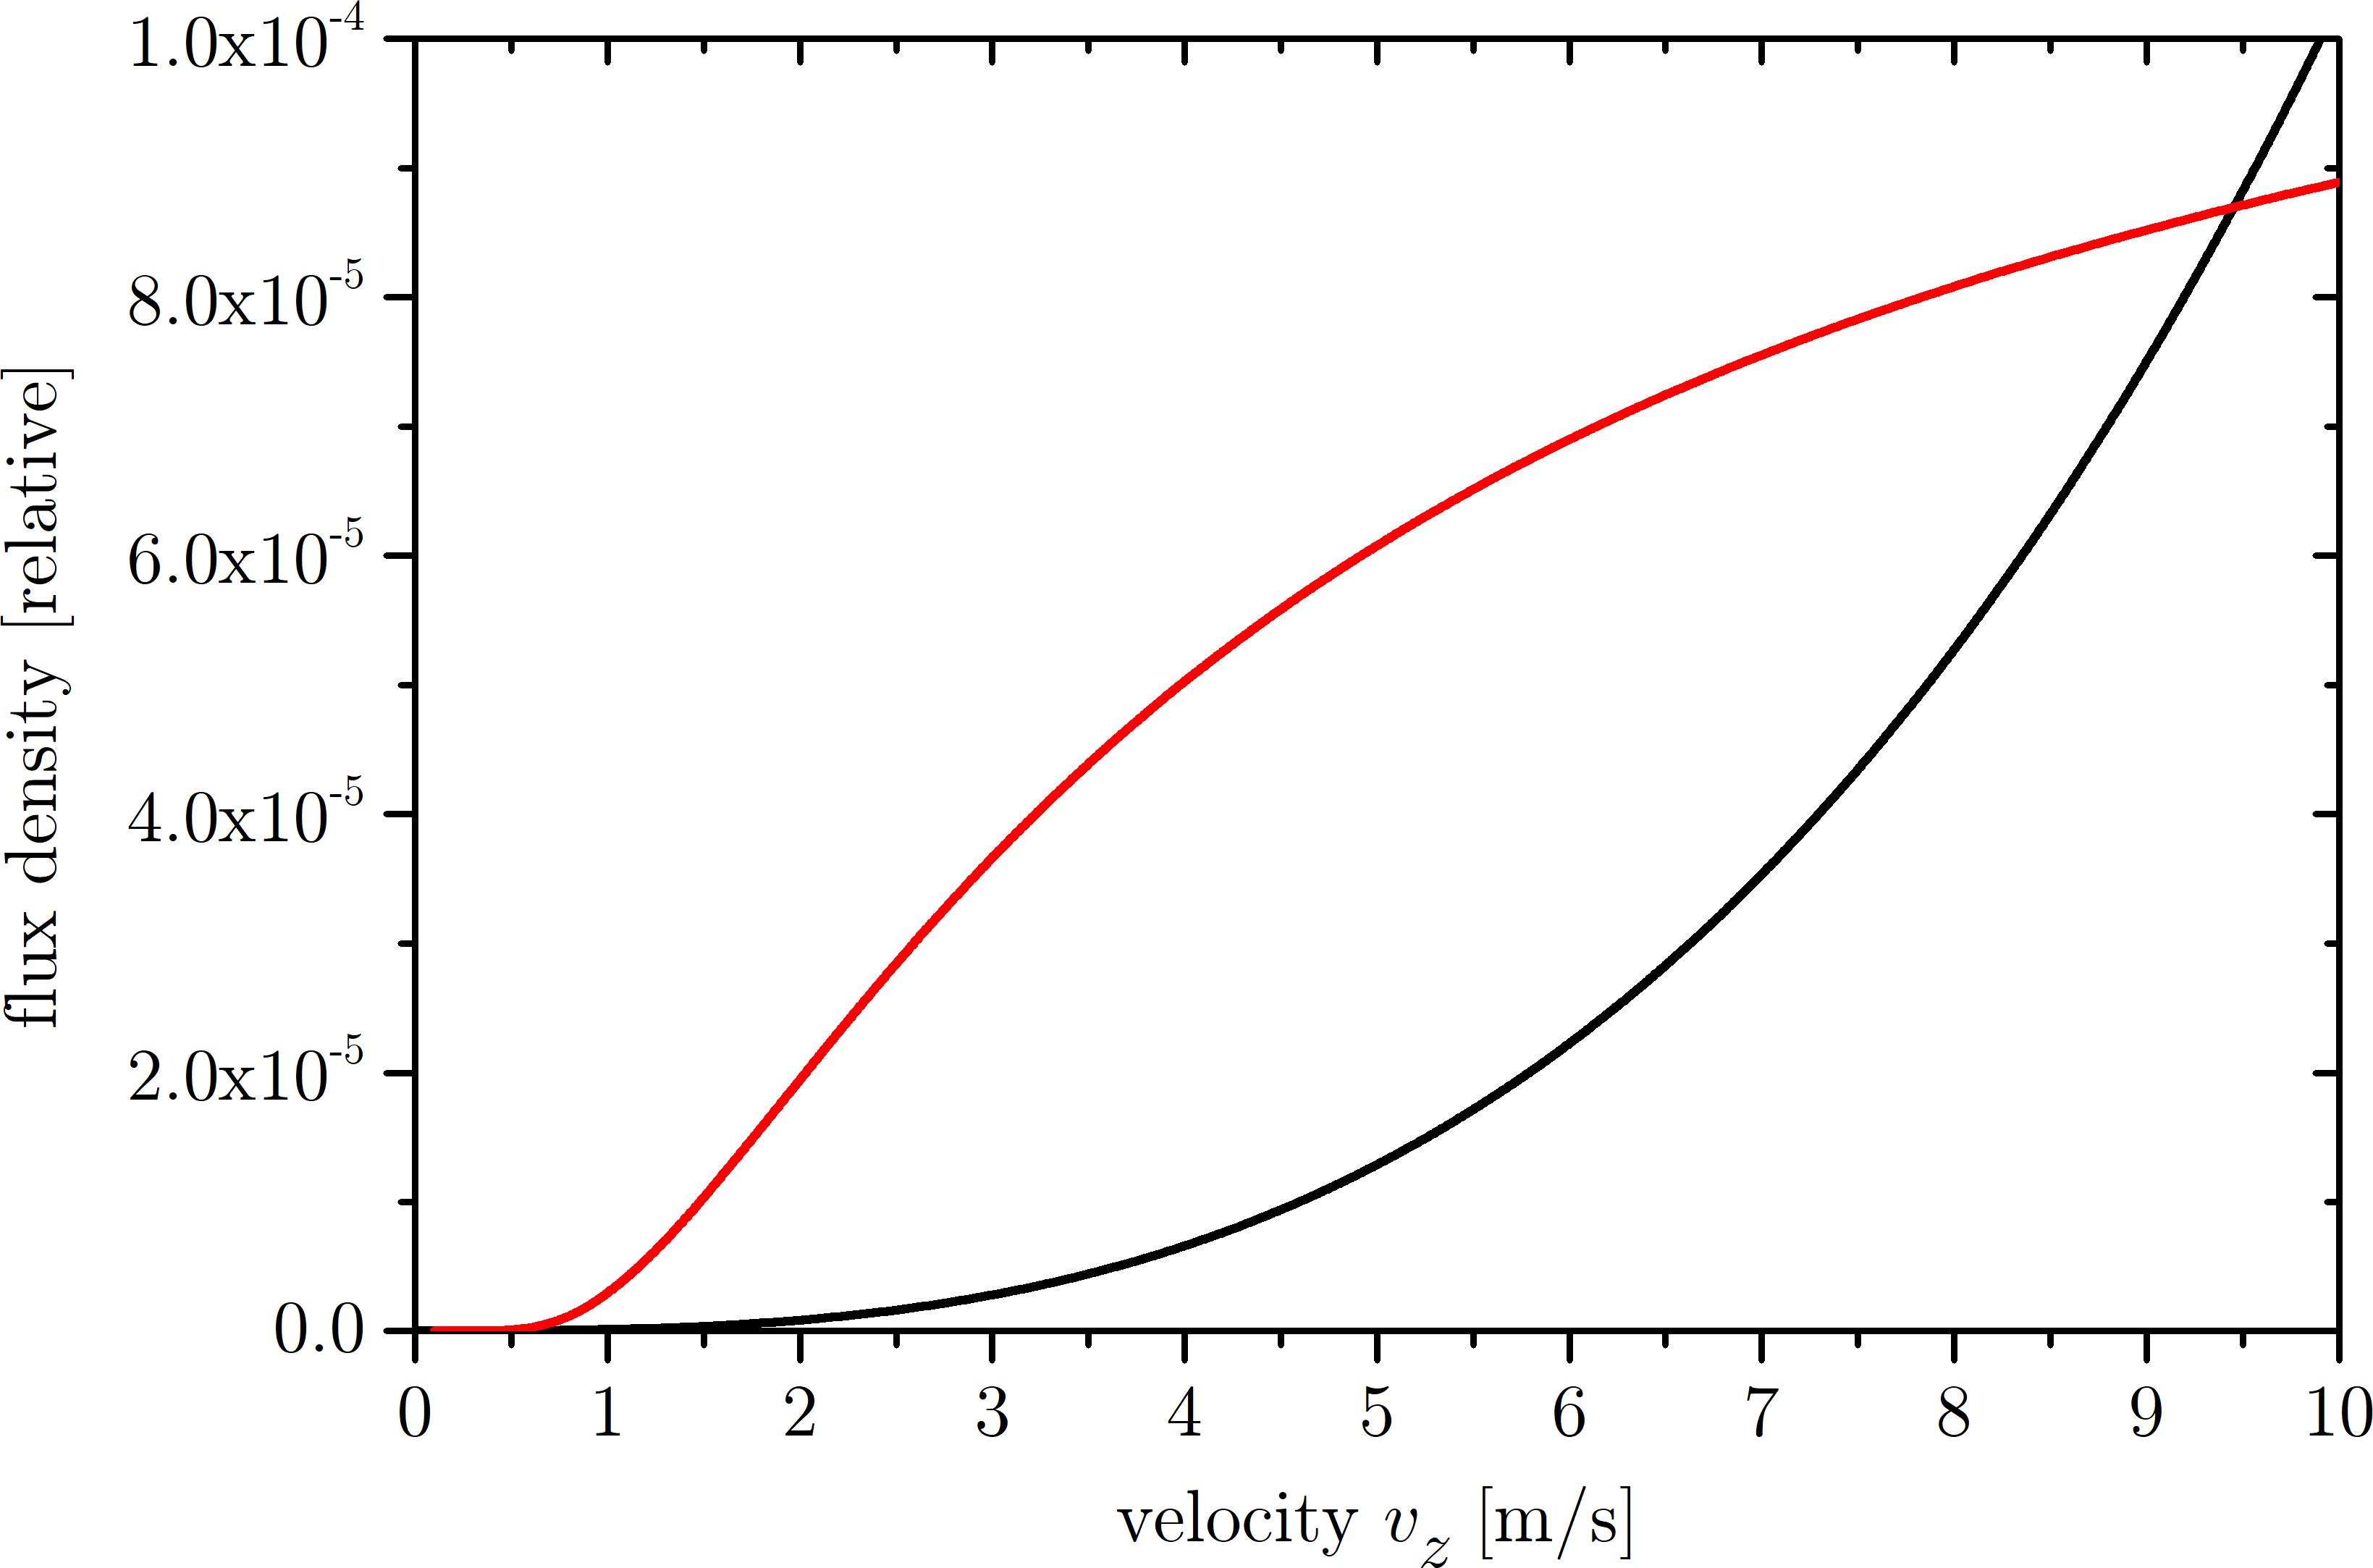 1.0x10-4
8.0x10-5
6.0x10-5
4.0x10-5
2.0x10-5
0.0
flux density [relative]
0 1 2 3 4 5 6 7 8 9 10
velocity vz [m/s]